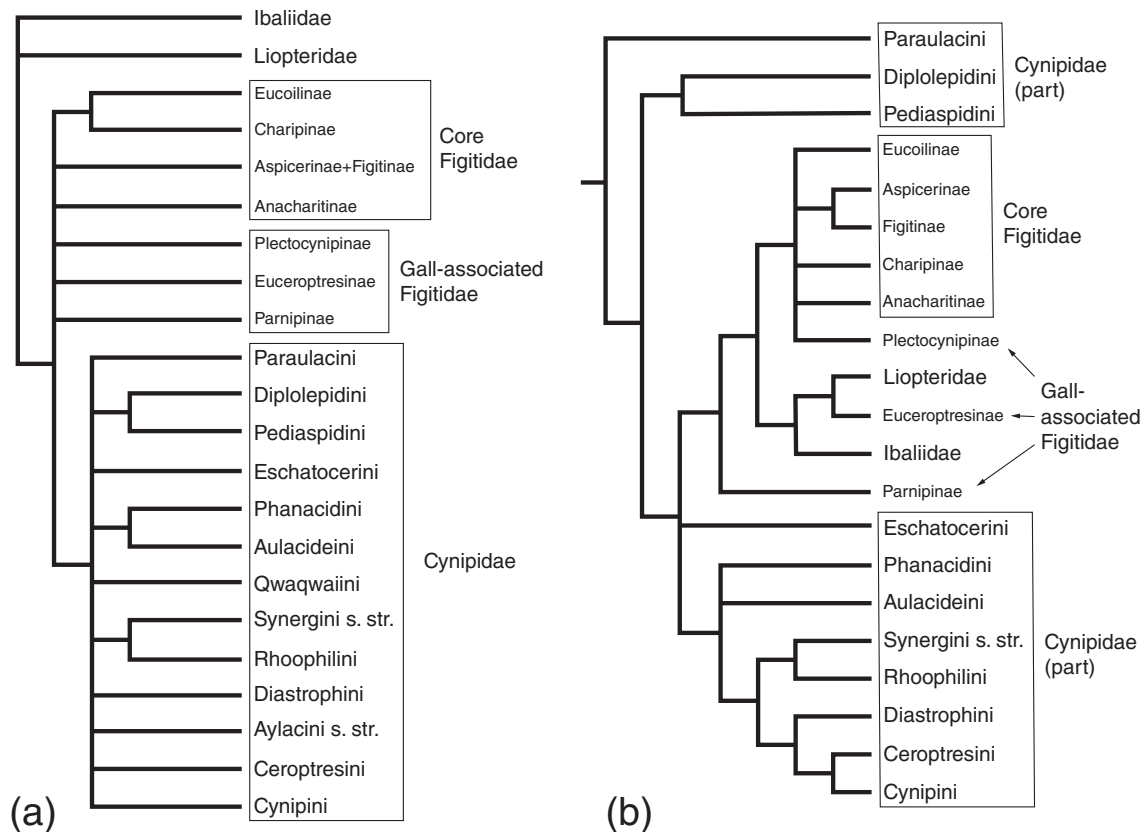 Ibaliidae
Liopteridae
Eucoilinae
Charipinae
Aspicerinae+Figitinae
Anacharitinae
Core
Figitidae
Plectocynipinae
Euceroptresinae
Parnipinae
Gall-associated
Figitidae
Paraulacini
Diplolepidini
Pediaspidini
Eschatocerini
Phanacidini
Aulacideini
Qwaqwaiini
Synergini s. str.
Rhoophilini
Diastrophini
Aylacini s. str.
Ceroptresini
Cynipini
Cynipidae
(a)
Paraulacini
Diplolepidini
Pediaspidini
Cynipidae
(part)
Eucoilinae
Aspicerinae
Figitinae
Charipinae
Anacharitinae
Core
Figitidae
Plectocynipinae
Liopteridae
Euceroptresinae
Ibaliidae
Parnipinae
Gall-
associated
Figitidae
Eschatocerini
Phanacidini
Aulacideini
Synergini s. str.
Rhoophilini
Diastrophini
Ceroptresini
Cynipini
Cynipidae
(part)
(b)